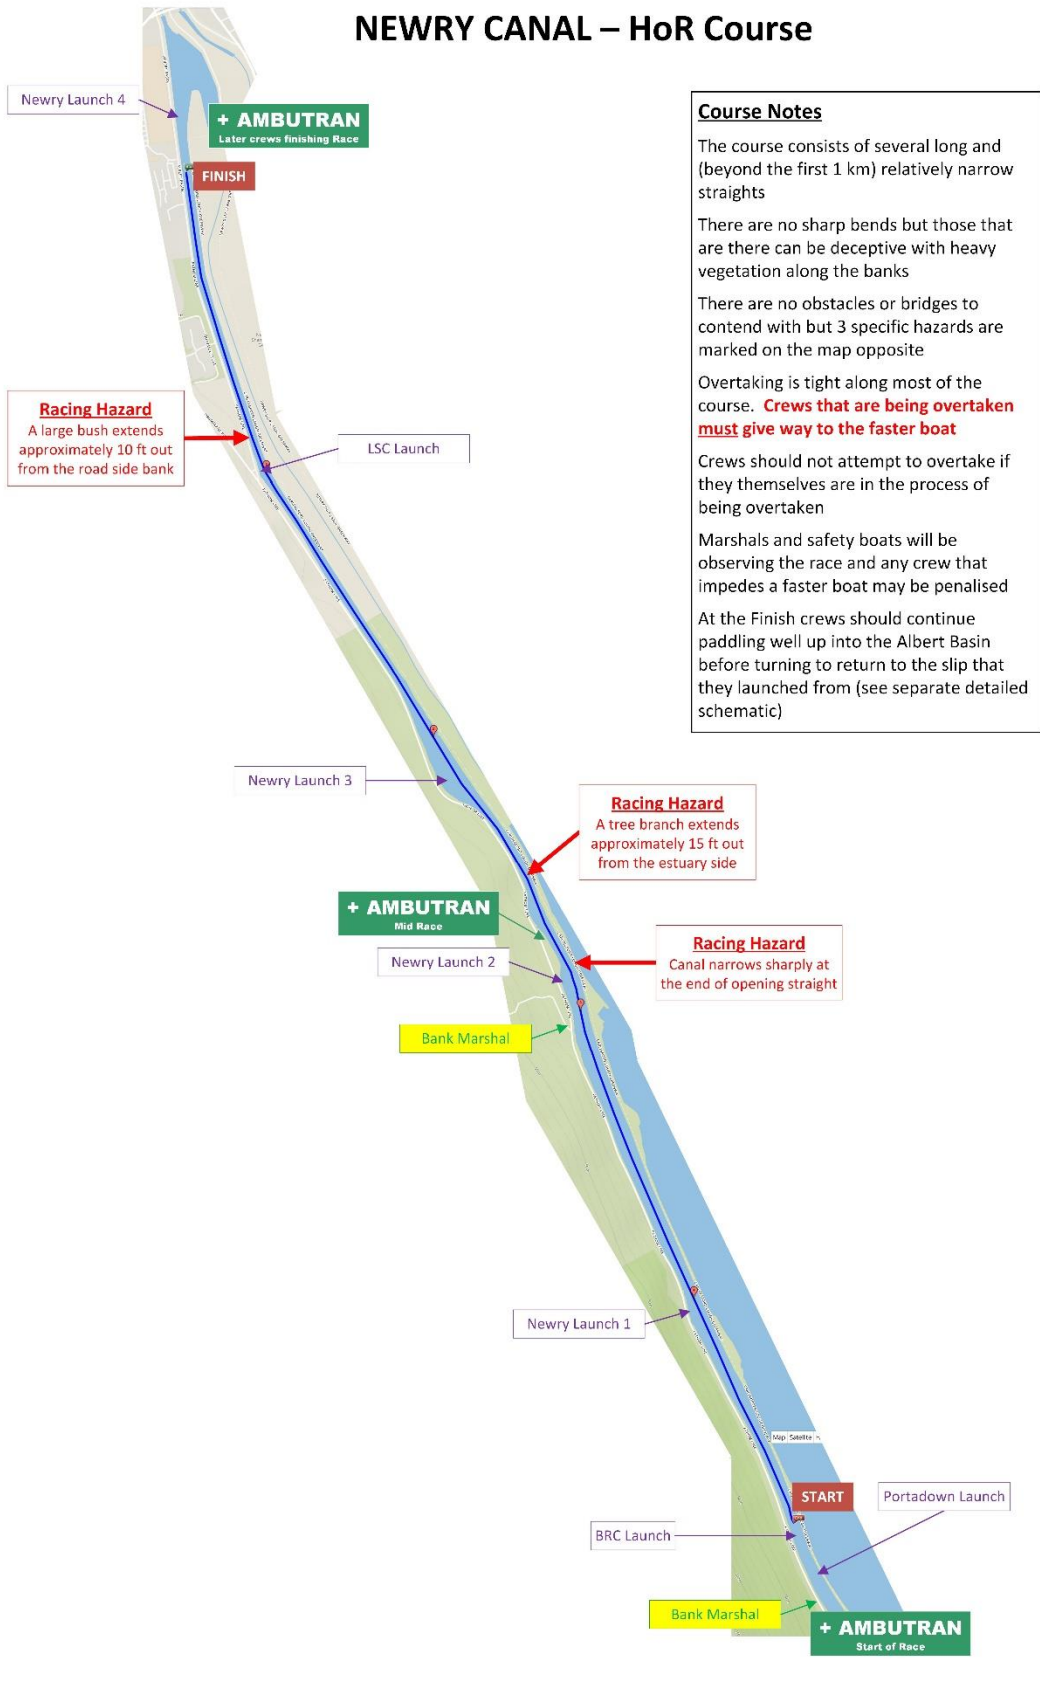 NEWRY CANAL – HoR Course
Newry Launch 4
+ AMBUTRAN
Later crews finishing Race
FINISH
Course Notes
The course consists of several long and
(beyond the first 1 km) relatively narrow
straights
There are no sharp bends but those that
are there can be deceptive with heavy
vegetation along the banks
There are no obstacles or bridges to
contend with but 3 specific hazards are
marked on the map opposite
Overtaking is tight along most of the
course. Crews that are being overtaken
must give way to the faster boat
Crews should not attempt to overtake if
they themselves are in the process of
being overtaken
Marshals and safety boats will be
observing the race and any crew that
impedes a faster boat may be penalised
At the Finish crews should continue
paddling well up into the Albert Basin
before turning to return to the slip that
they launched from (see separate detailed
schematic)
Racing Hazard
A large bush extends
approximately 10 ft out
from the road side bank
LSC Launch
Newry Launch 3
Racing Hazard
A tree branch extends
approximately 15 ft out
from the estuary side
+ AMBUTRAN
Mid Race
Newry Launch 2
Racing Hazard
Canal narrows sharply at
the end of opening straight
Bank Marshal
Newry Launch 1
Map Satellite
START
Portadown Launch
BRC Launch
Bank Marshal
+ AMBUTRAN
Start of Race